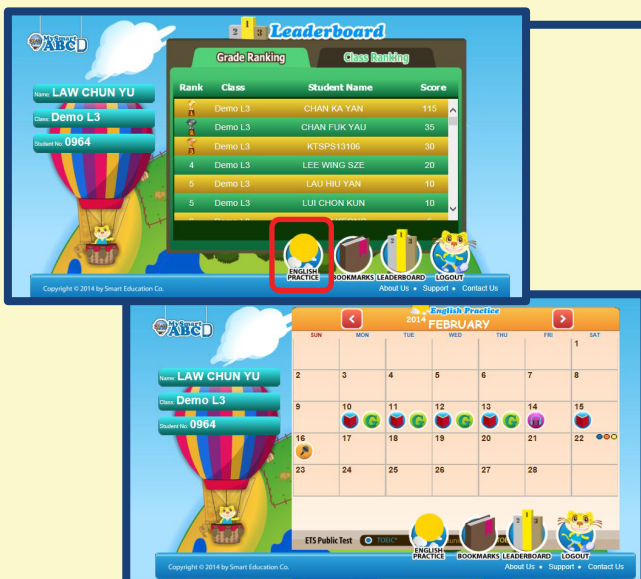 MySmart
ABCD
1
2 3 Leaderboard
Grade Ranking Class Ranking
Name: LAW CHUN YU
Class: Demo L3
Student No: 0964
Rank Class Student Name Score
Demo L3 CHAN KA YAN 115
Demo L3 CHAN FUK YAU 35
Demo L3 KTSPS13106 30
4 Demo L3 LEE WING SZE 20
5 Demo L3 LAU HIU YAN 10
5 Demo L3 LUI CHON KUN 10
ENGLISH PRACTICE BOOKMARKS LEADERBOARD LOGOUT
Copyright © 2014 by Smart Education Co. About Us • Support • Contact Us
MySmart
ABCD
English Practice
2014 FEBRUARY
SUN MON TUE WED THU FRI SAT
1
Name: LAW CHUN YU
Class: Demo L3
Student No: 0964
2 3 4 5 6 7 8
9 10 11 12 13 14 15
G G G G
16 17 18 19 20 21 22
23 24 25 26 27 28
ETS Public Test TOEIC
ENGLISH PRACTICE BOOKMARKS LEADERBOARD LOGOUT
Copyright © 2014 by Smart Education Co. About Us • Support • Contact Us